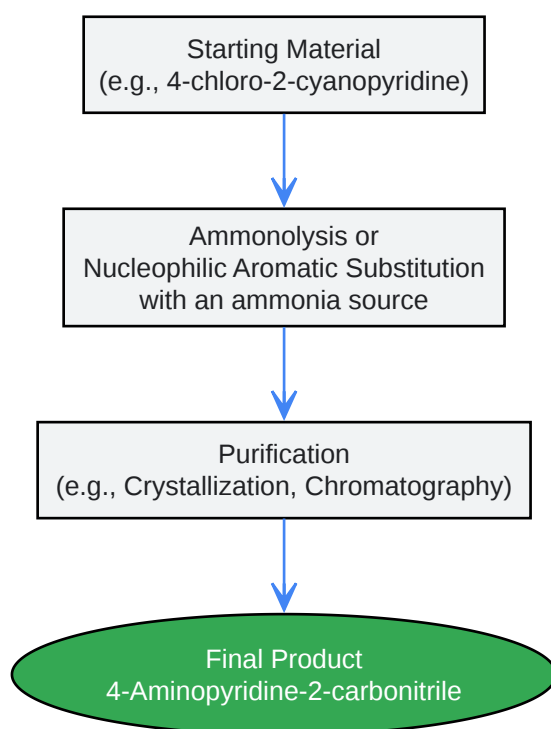 Starting Material
(e.g., 4-chloro-2-cyanopyridine)
Ammonolysis or
Nucleophilic Aromatic Substitution
with an ammonia source
Purification
(e.g., Crystallization, Chromatography)
Final Product
4-Aminopyridine-2-carbonitrile